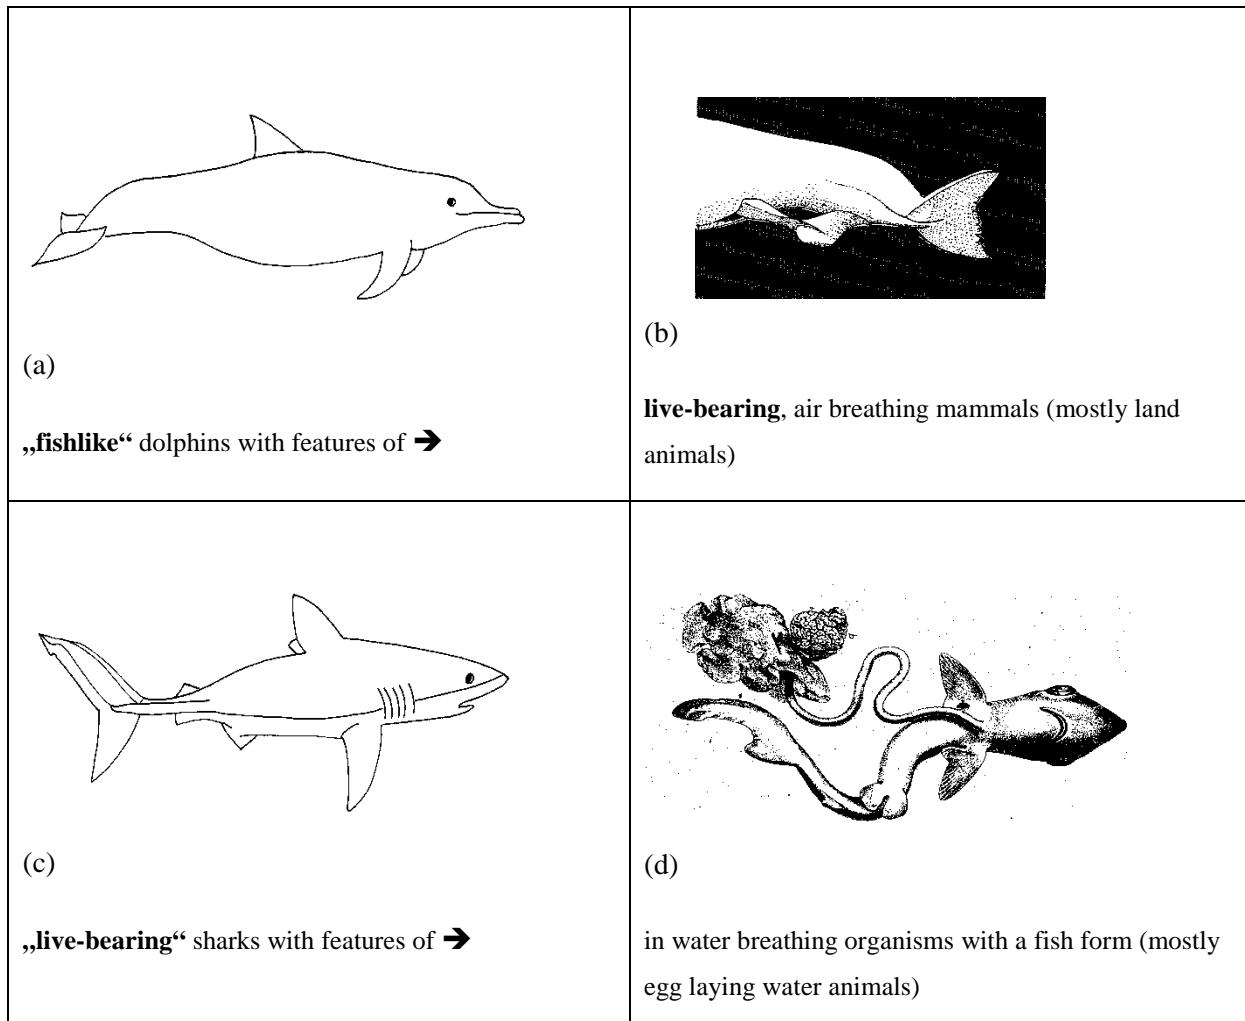 (a)
„fishlike“ dolphins with features of ➔
(b)
live-bearing, air breathing mammals (mostly land
animals)
(c)
„live-bearing“ sharks with features of ➔
(d)
in water breathing organisms with a fish form (mostly
egg laying water animals)